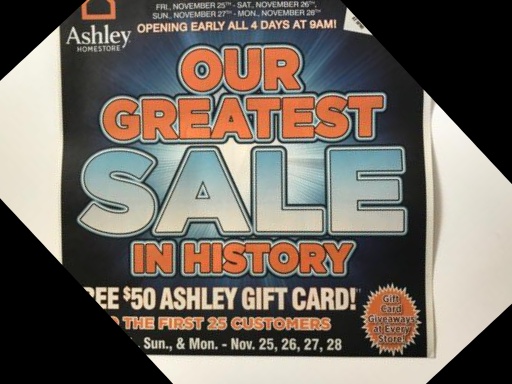 FRI., NOVEMBER 25TH - SAT., NOVEMBER 26TH,
SUN., NOVEMBER 27TH - MON., NOVEMBER 28TH
OPENING EARLY ALL 4 DAYS AT 9AM!
Ashley
HOMESTORE
OUR
GREATEST
SALE
IN HISTORY
$50 ASHLEY GIFT CARD!
THE FIRST 25 CUSTOMERS
Sun., & Mon. - Nov. 25, 26, 27, 28
Gift
Card
Giveaways
at Every
Store!